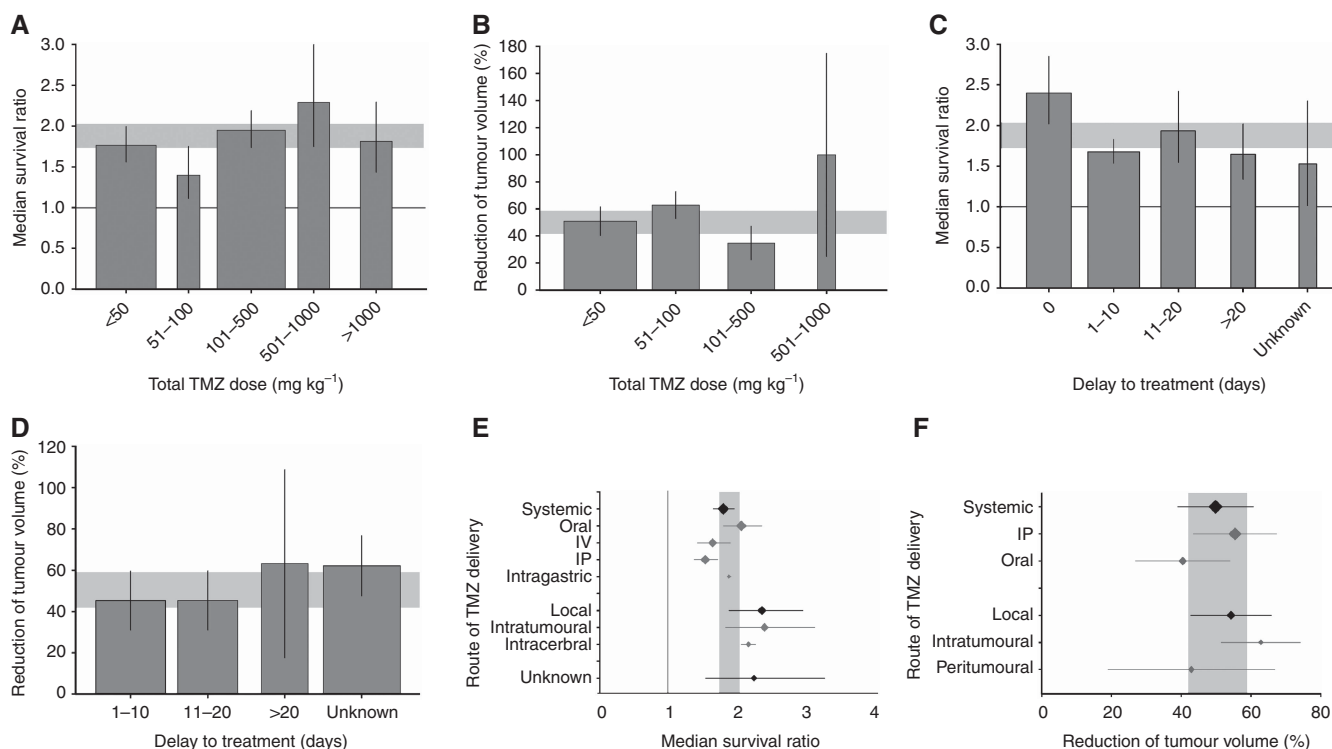 A
Median survival ratio
3.0
2.5
2.0
1.5
1.0
0.5
0.0
<50
51–100
101–500
501–1000
>1000
Total TMZ dose (mg kg⁻¹)
B
Reduction of tumour volume (%)
180
160
140
120
100
80
60
40
20
0
<50
51–100
101–500
501–1000
Total TMZ dose (mg kg⁻¹)
C
Median survival ratio
3.0
2.5
2.0
1.5
1.0
0.5
0.0
0
1–10
11–20
>20
Unknown
Delay to treatment (days)
D
Reduction of tumour volume (%)
120
100
80
60
40
20
0
1–10
11–20
>20
Unknown
Delay to treatment (days)
E
Route of TMZ delivery
Systemic
Oral
IV
IP
Intragastric
Local
Intratumoural
Intracerbral
Unknown
0
1
2
3
4
Median survival ratio
F
Route of TMZ delivery
Systemic
IP
Oral
Local
Intratumoural
Peritumoural
0
20
40
60
80
Reduction of tumour volume (%)